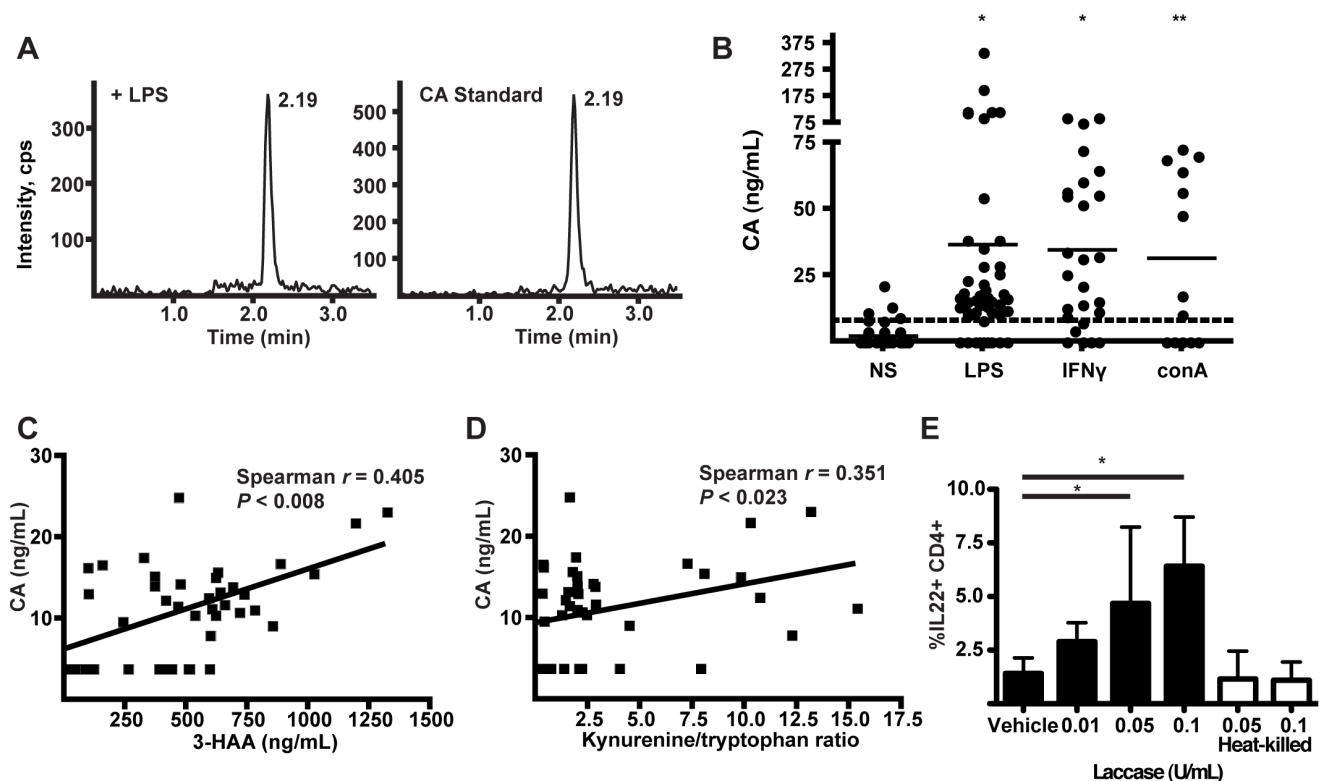 A
+ LPS
2.19
Intensity, cps
300
200
100
1.0 2.0 3.0
Time (min)
CA Standard
2.19
500
400
300
200
100
1.0 2.0 3.0
Time (min)
B
* * **
CA (ng/mL)
375
275
175
75
75
50
25
NS LPS IFNγ conA
C
Spearman r = 0.405
P < 0.008
CA (ng/mL)
30
20
10
250 500 750 1000 1250 1500
3-HAA (ng/mL)
D
Spearman r = 0.351
P < 0.023
CA (ng/mL)
30
20
10
2.5 5.0 7.5 10.0 12.5 15.0 17.5
Kynurenine/tryptophan ratio
E
*
*
%IL22+ CD4+
10.0
7.5
5.0
2.5
Vehicle 0.01 0.05 0.1 0.05 0.1
Heat-killed
Laccase (U/mL)